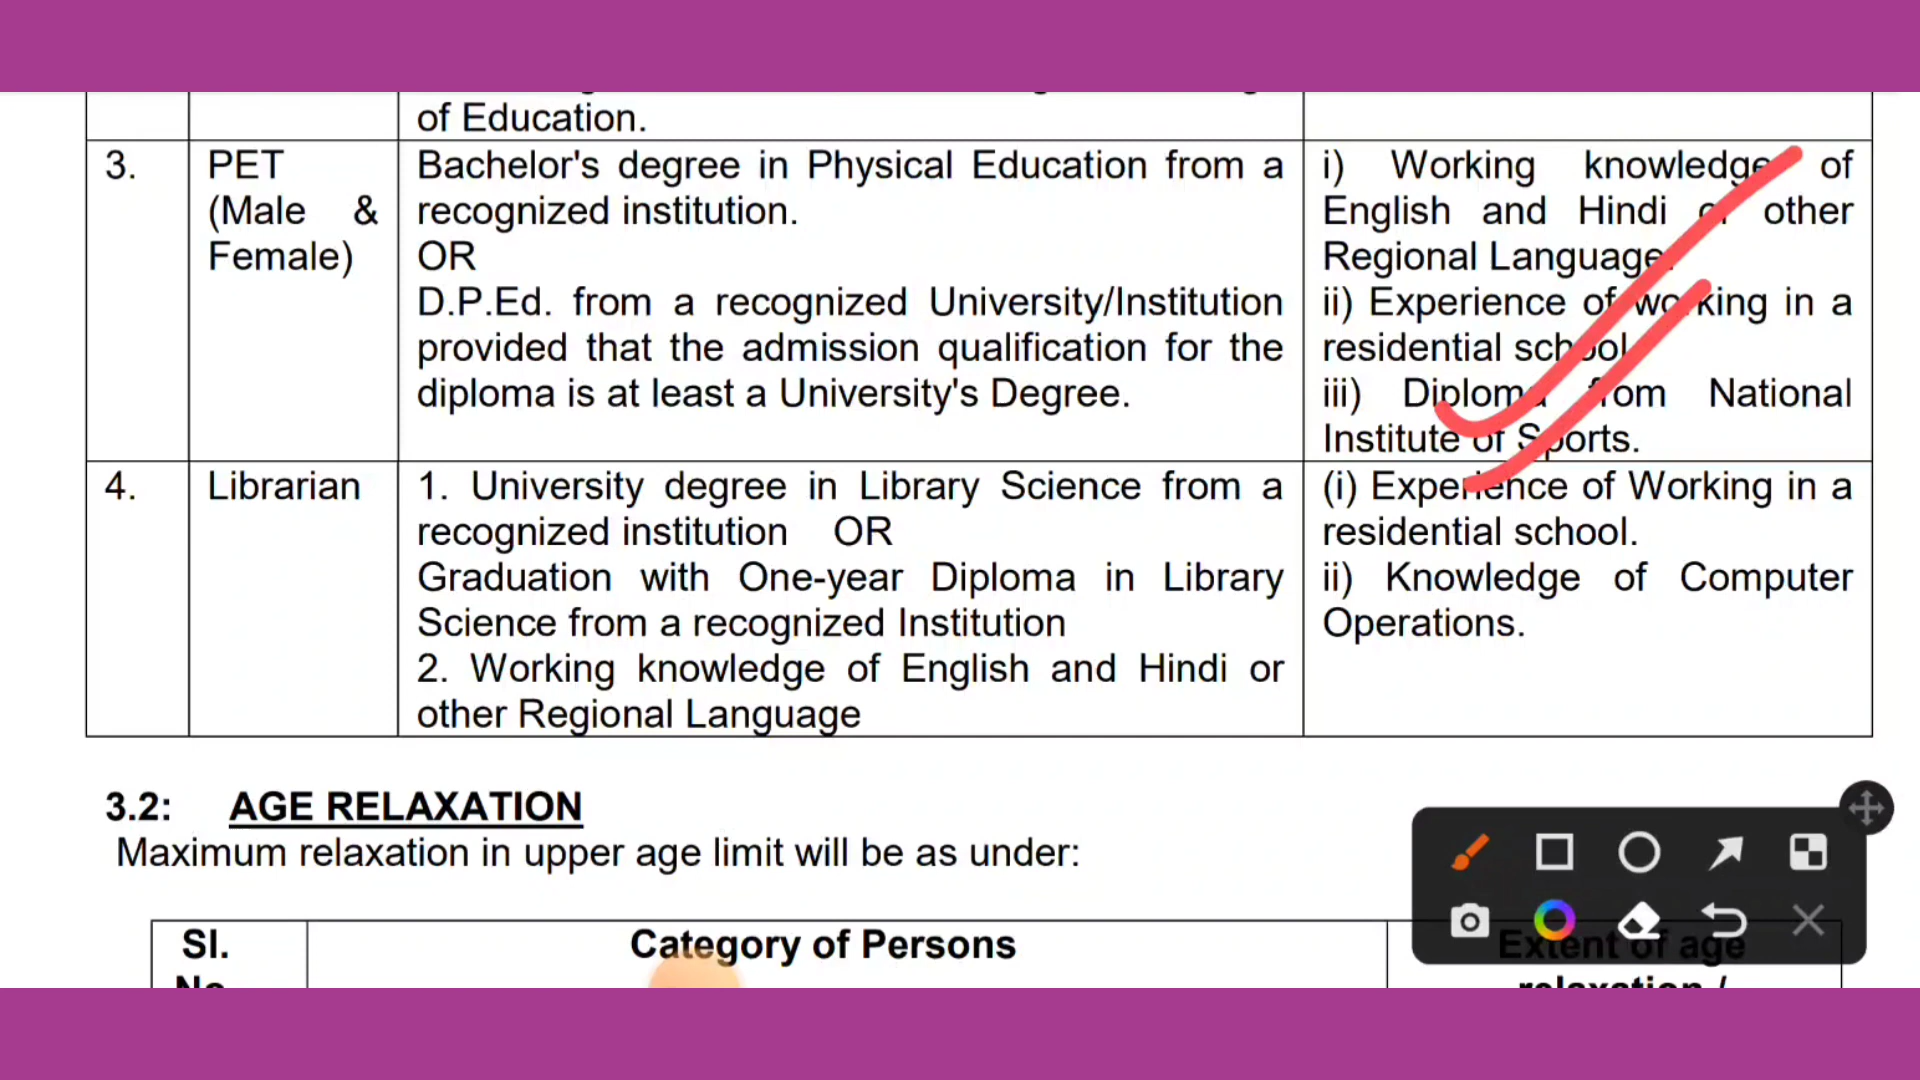 of Education.
3.
PET
(Male &
Female)
Bachelor's degree in Physical Education from a
recognized institution.
OR
D.P.Ed. from a recognized University/Institution
provided that the admission qualification for the
diploma is at least a University's Degree.
i) Working knowledge of
English and Hindi or other
Regional Language.
ii) Experience of working in a
residential school.
iii) Diploma from National
Institute of Sports.
4.
Librarian
1. University degree in Library Science from a
recognized institution OR
Graduation with One-year Diploma in Library
Science from a recognized Institution
2. Working knowledge of English and Hindi or
other Regional Language
(i) Experience of Working in a
residential school.
ii) Knowledge of Computer
Operations.
3.2: AGE RELAXATION
Maximum relaxation in upper age limit will be as under:
Sl.
No
Category of Persons
Extent of age
relaxation /